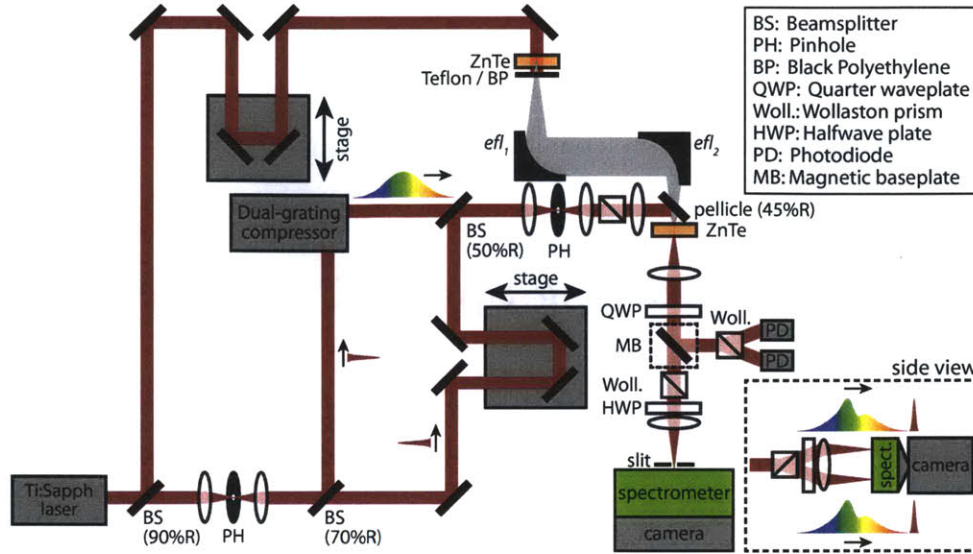 BS: Beamsplitter
PH: Pinhole
BP: Black Polyethylene
QWP: Quarter waveplate
Woll.: Wollaston prism
HWP: Halfwave plate
PD: Photodiode
MB: Magnetic baseplate
ZnTe
Teflon / BP
stage
efl1
efl2
Dual-grating
compressor
BS
(50%R)
PH
pellicle (45%R)
ZnTe
stage
QWP
MB
Woll.
PD
PD
Woll.
HWP
slit
spectrometer
camera
side view
spect.
camera
Ti:Sapph
laser
BS
(90%R)
PH
BS
(70%R)